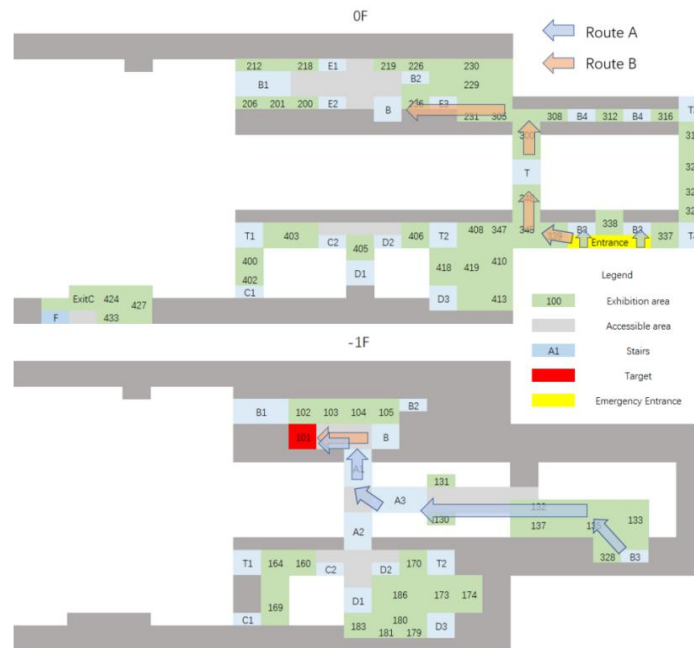 0F
Route A
Route B
212 218 E1 219 226 230
B1 B2 229
206 201 200 E2 B 236 E3
231 305 308 B4 312 B4 316
300
T
338
T1 403 C2 D2 406 T2 408 347 348 339 B3 B3 337
405 Entrance
400 D1 418 419 410
402
C1 D3 413
ExitC 424 427
F 433
Legend
100 Exhibition area
Accessible area
A1 Stairs
Target
Emergency Entrance
-1F
B1 102 103 104 105 B2
101 B
A1
131
A3 132 133
130 137
A2 328 B3
T1 164 160 C2 D2 170 T2
169 D1 186 173 174
C1 183 180 D3
181 179